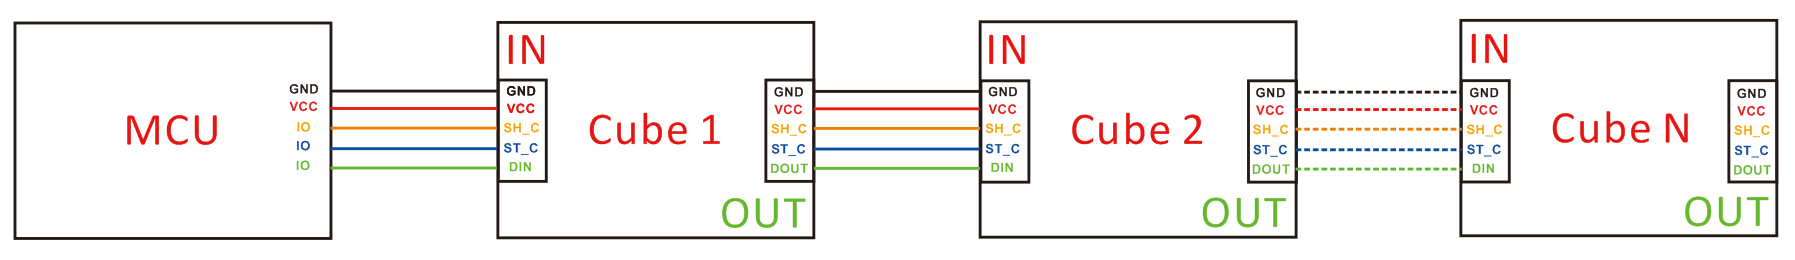 MCU
GND
VCC
IO
IO
IO
IN
GND
VCC
SH_C
ST_C
DIN
Cube 1
GND
VCC
SH_C
ST_C
DOUT
OUT
IN
GND
VCC
SH_C
ST_C
DIN
Cube 2
GND
VCC
SH_C
ST_C
DOUT
OUT
IN
GND
VCC
SH_C
ST_C
DIN
Cube N
GND
VCC
SH_C
ST_C
DOUT
OUT